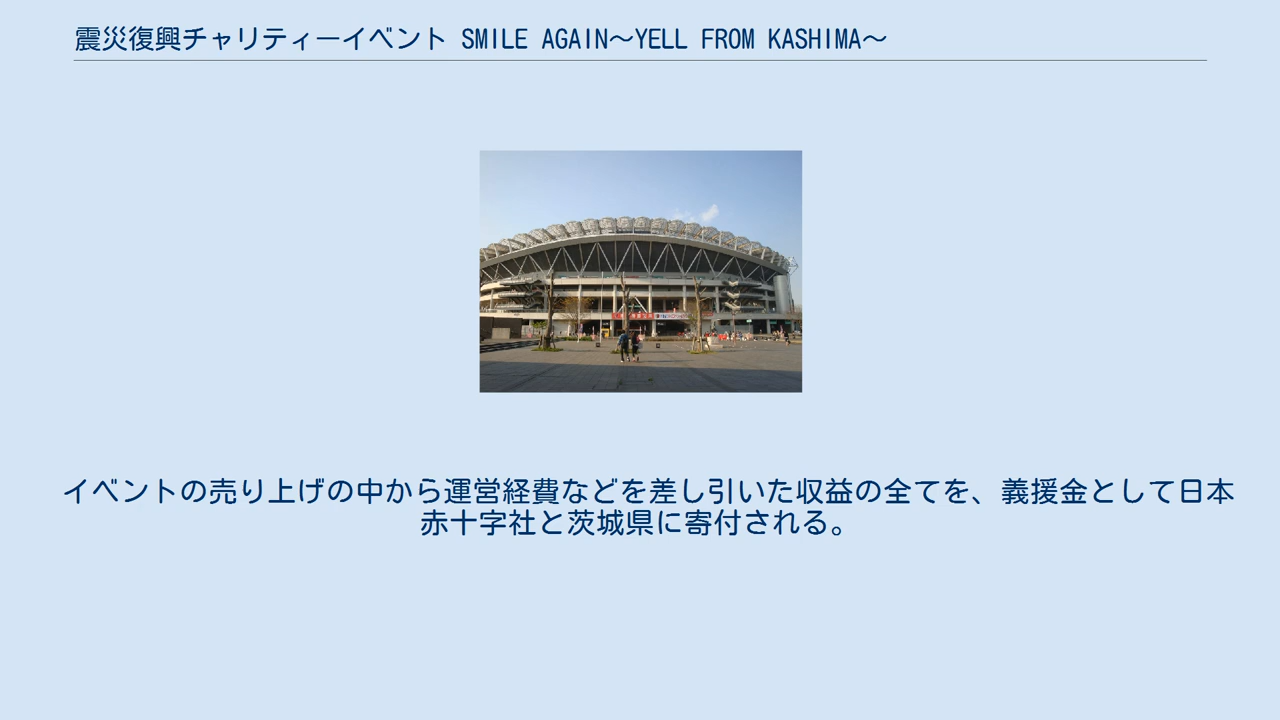 震災復興チャリティーイベント SMILE AGAIN～YELL FROM KASHIMA～
イベントの売り上げの中から運営経費などを差し引いた収益の全てを、義援金として日本
赤十字社と茨城県に寄付される。